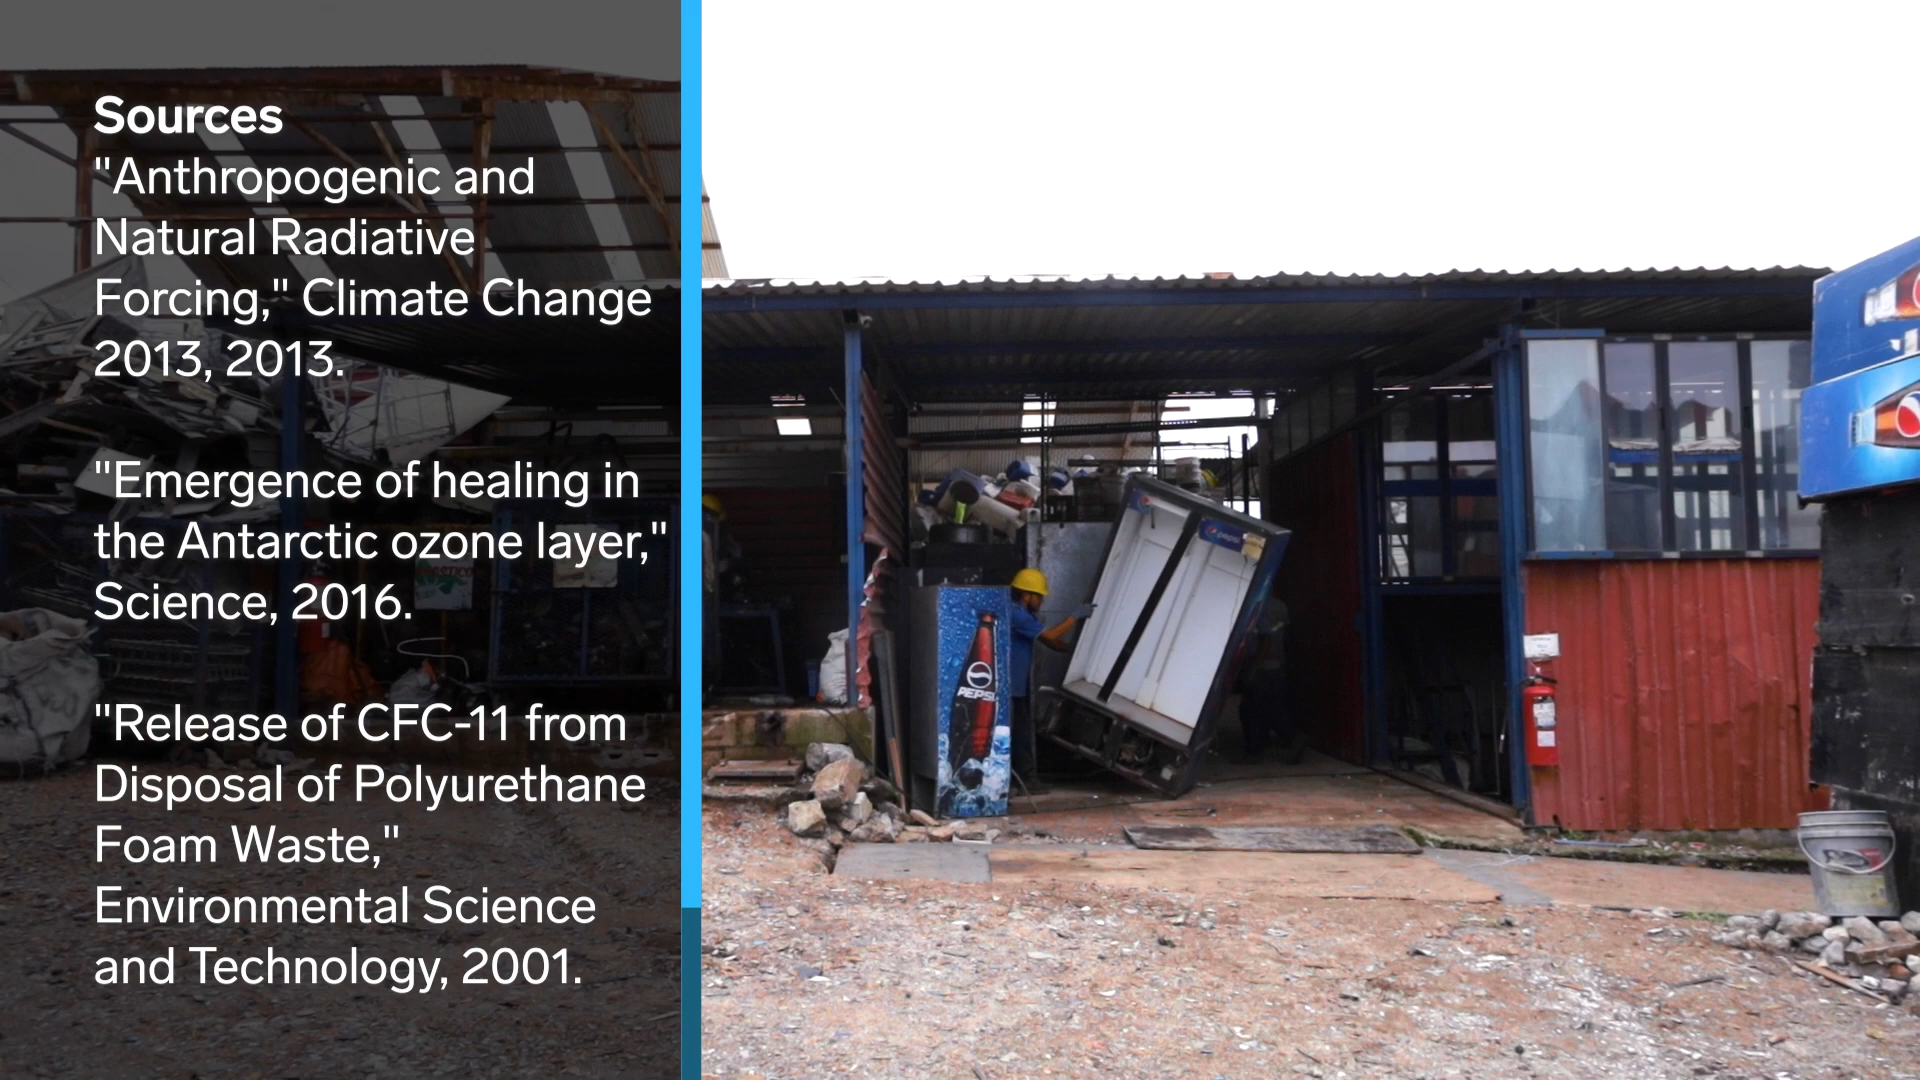 Sources
"Anthropogenic and
Natural Radiative
Forcing," Climate Change
2013, 2013.
"Emergence of healing in
the Antarctic ozone layer,"
Science, 2016.
"Release of CFC-11 from
Disposal of Polyurethane
Foam Waste,"
Environmental Science
and Technology, 2001.
pepsi
PEPSI